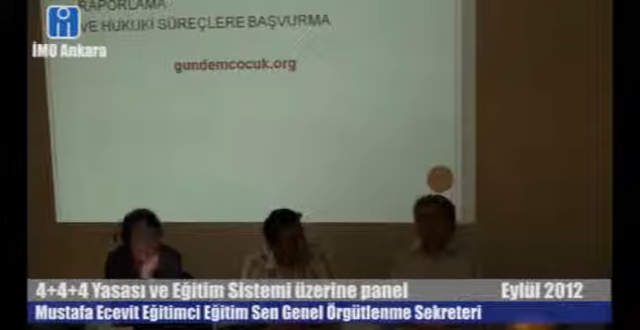 RAPORLAMA
VE HUKUKİ SÜREÇLERE BAŞVURMA
gundemcocuk.org
İMO Ankara
4+4+4 Yasası ve Eğitim Sistemi üzerine panel
Eylül 2012
Mustafa Ecevit Eğitimci Eğitim Sen Genel Örgütlenme Sekreteri